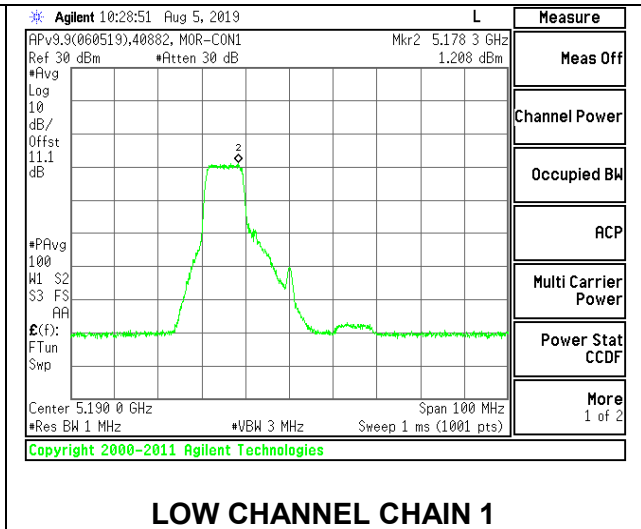 Agilent 10:28:51 Aug 5, 2019 L Measure
APv9.9(060519),40882, MOR-CON1 Mkr2 5.178 3 GHz
Ref 30 dBm #Atten 30 dB 1.208 dBm
Meas Off
#Avg
Log
10
dB/
Offst
11.1
dB
2
Channel Power
Occupied BW
ACP
#PAvg
100
W1 S2
S3 FS
AA
£(f):
FTun
Swp
Multi Carrier
Power
Power Stat
CCDF
More
1 of 2
Center 5.190 0 GHz Span 100 MHz
#Res BW 1 MHz #VBW 3 MHz Sweep 1 ms (1001 pts)
Copyright 2000-2011 Agilent Technologies
LOW CHANNEL CHAIN 1